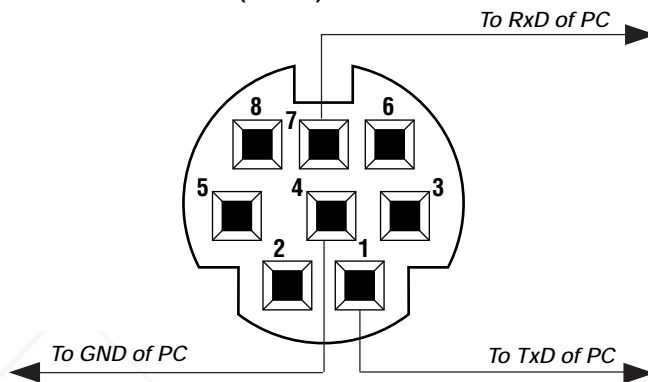 To RxD of PC
8 7 6
5 4 3
2 1
To GND of PC To TxD of PC